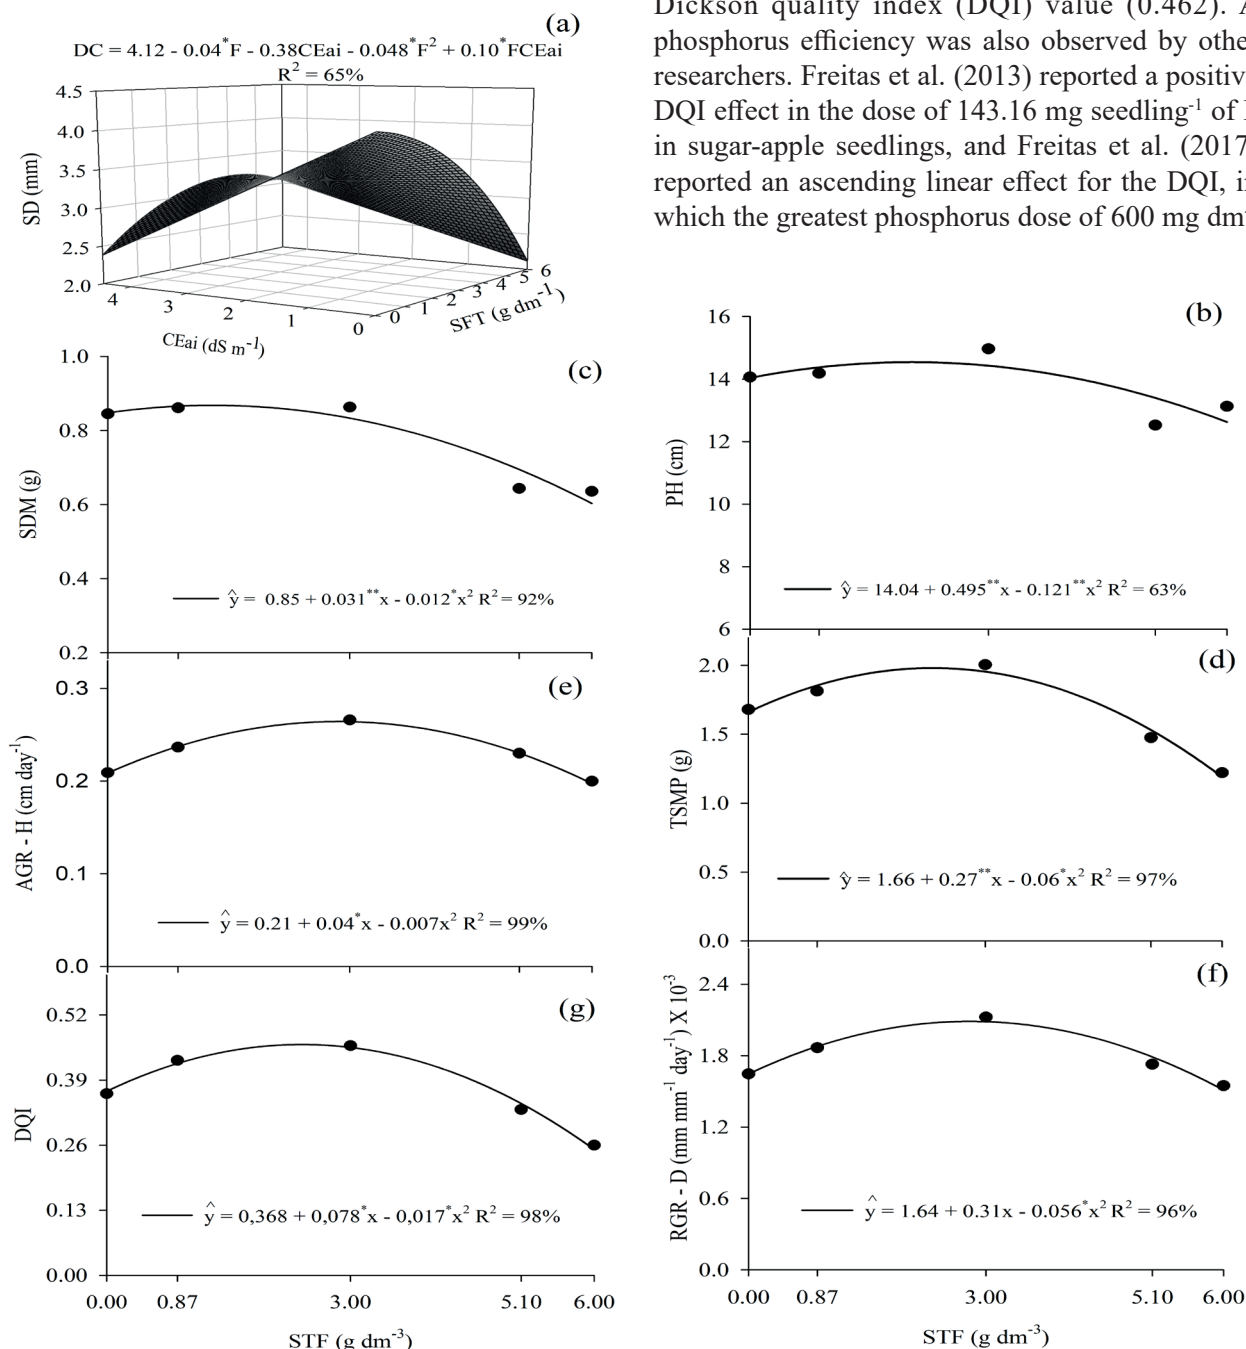 (a)
DC = 4.12 - 0.04*F - 0.38CEai - 0.048*F² + 0.10*FCEai
R² = 65%
4.5
4.0
3.5
3.0
2.5
2.0
SD (mm)
4
3
2
1
0
CEai (dS m⁻¹)
0
1
2
3
4
5
6
SFT (g dm⁻¹)
Dickson quality index (DQI) value (0.462).
phosphorus efficiency was also observed by othe
researchers. Freitas et al. (2013) reported a positiv
DQI effect in the dose of 143.16 mg seedling⁻¹ of
in sugar-apple seedlings, and Freitas et al. (2017
reported an ascending linear effect for the DQI, i
which the greatest phosphorus dose of 600 mg dm
(b)
16
14
12
10
8
6
PH (cm)
ŷ = 14.04 + 0.495**x - 0.121**x² R² = 63%
(c)
1.0
0.8
0.6
0.4
0.2
SDM (g)
ŷ = 0.85 + 0.031**x - 0.012*x² R² = 92%
(d)
2.0
1.5
1.0
0.5
0.0
TSMP (g)
ŷ = 1.66 + 0.27**x - 0.06*x² R² = 97%
(e)
0.3
0.2
0.1
0.0
AGR - H (cm day⁻¹)
ŷ = 0.21 + 0.04*x - 0.007x² R² = 99%
(f)
2.4
1.8
1.2
0.6
0.0
RGR - D (mm mm⁻¹ day⁻¹) X 10⁻³
ŷ = 1.64 + 0.31x - 0.056*x² R² = 96%
0.00 0.87 3.00 5.10 6.00
STF (g dm⁻³)
(g)
0.52
0.39
0.26
0.13
0.00
DQI
ŷ = 0,368 + 0,078*x - 0,017*x² R² = 98%
0.00 0.87 3.00 5.10 6.00
STF (g dm⁻³)